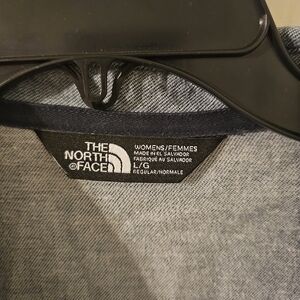 THE
NORTH
FACE
WOMENS/FEMMES
MADE IN EL SALVADOR
FABRIQUÉ AU SALVADOR
L/G
REGULAR/NORMALE